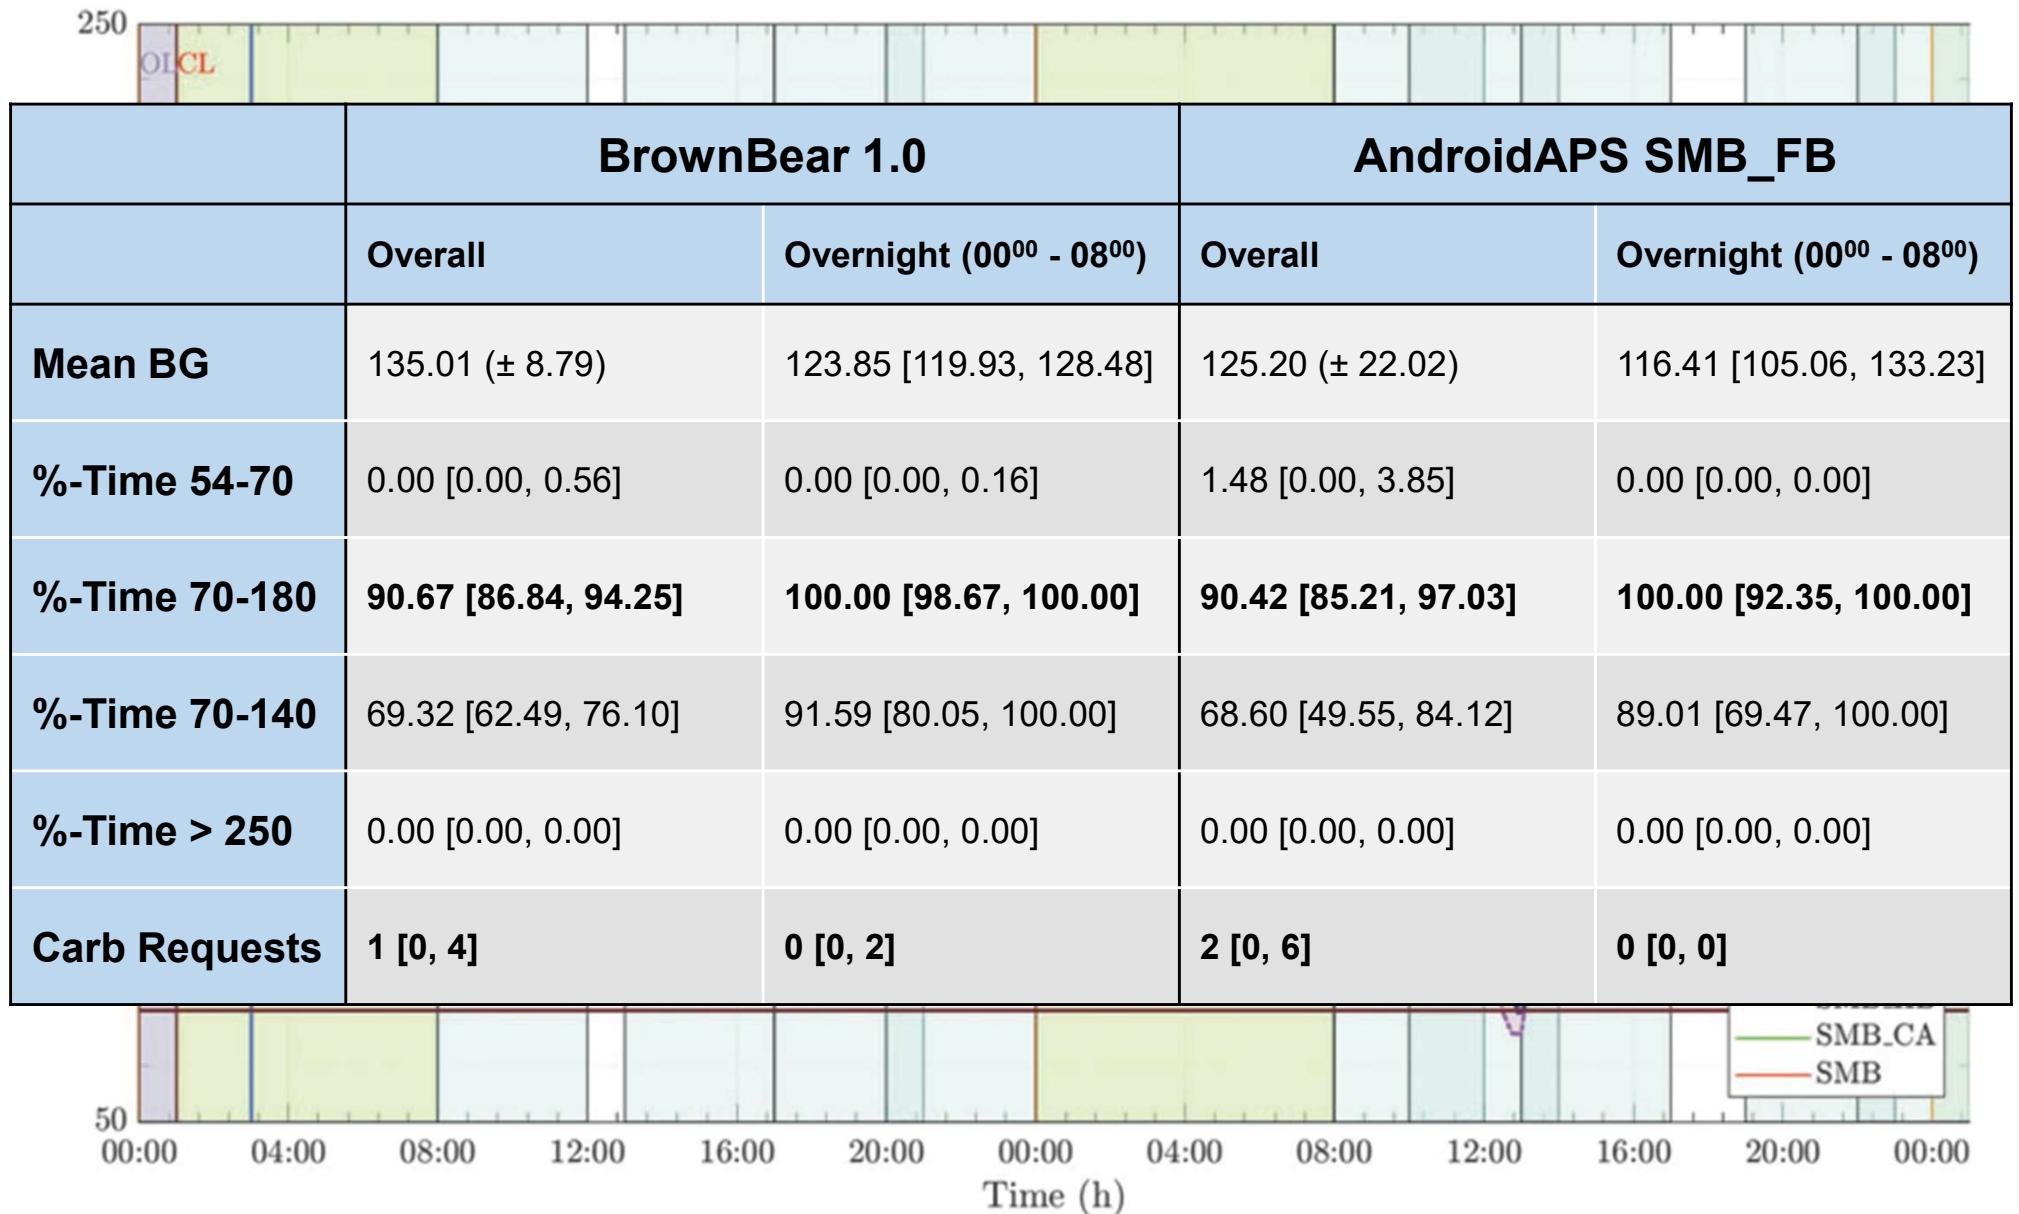 250
OLCL
BrownBear 1.0 AndroidAPS SMB_FB
Overall Overnight (00⁰⁰ - 08⁰⁰) Overall Overnight (00⁰⁰ - 08⁰⁰)
Mean BG 135.01 (± 8.79) 123.85 [119.93, 128.48] 125.20 (± 22.02) 116.41 [105.06, 133.23]
%-Time 54-70 0.00 [0.00, 0.56] 0.00 [0.00, 0.16] 1.48 [0.00, 3.85] 0.00 [0.00, 0.00]
%-Time 70-180 90.67 [86.84, 94.25] 100.00 [98.67, 100.00] 90.42 [85.21, 97.03] 100.00 [92.35, 100.00]
%-Time 70-140 69.32 [62.49, 76.10] 91.59 [80.05, 100.00] 68.60 [49.55, 84.12] 89.01 [69.47, 100.00]
%-Time > 250 0.00 [0.00, 0.00] 0.00 [0.00, 0.00] 0.00 [0.00, 0.00] 0.00 [0.00, 0.00]
Carb Requests 1 [0, 4] 0 [0, 2] 2 [0, 6] 0 [0, 0]
SMB_CA
SMB
50
00:00 04:00 08:00 12:00 16:00 20:00 00:00 04:00 08:00 12:00 16:00 20:00 00:00
Time (h)